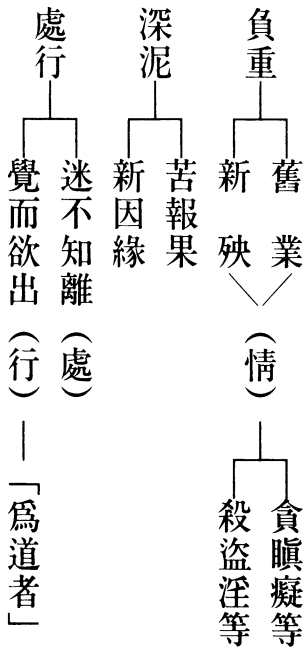 負重
舊業
新殃
（情）
貪瞋癡等
殺盜淫等
深泥
苦報果
新因緣
處行
迷不知離（處）
覺而欲出（行）
「爲道者」